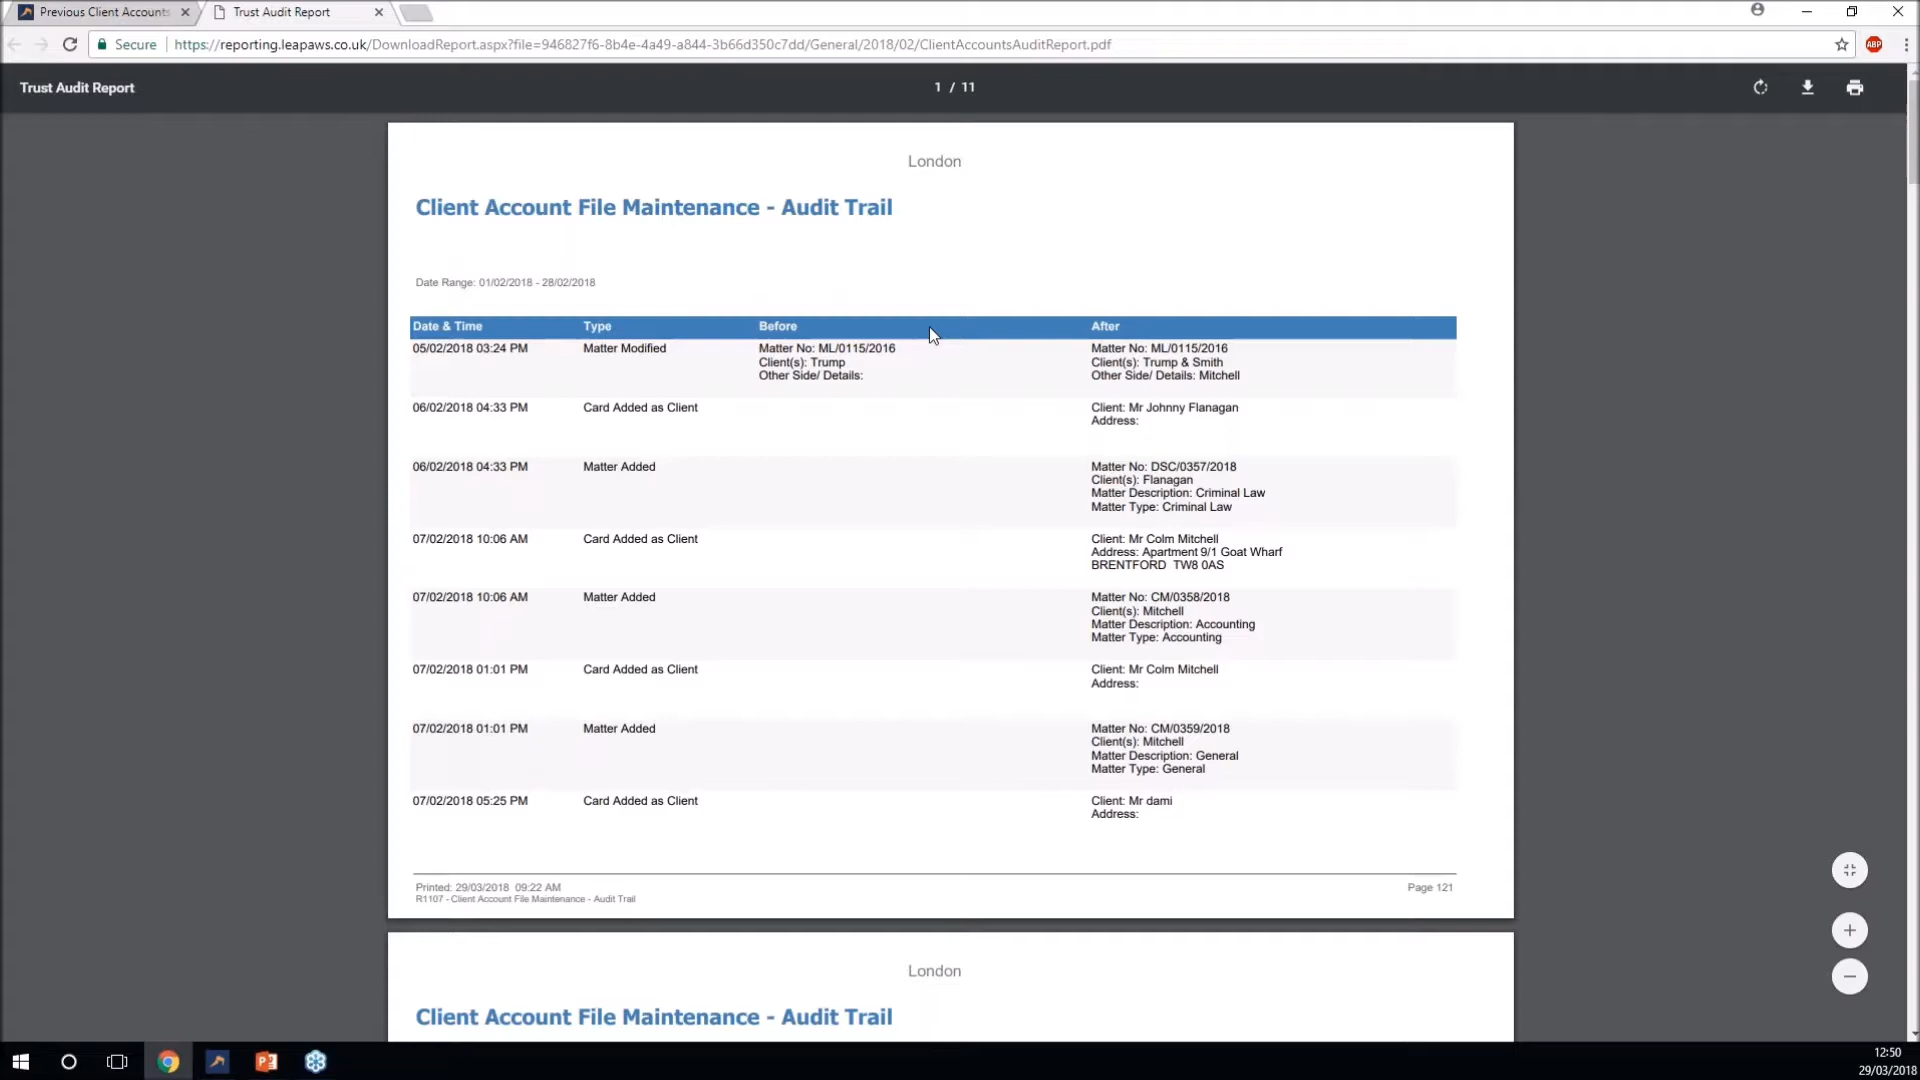 Previous Client Accounts
Trust Audit Report
Secure
https://reporting.leapaws.co.uk/DownloadReport.aspx?file=946827f6-8b4e-4a49-a844-3b66d350c7dd/General/2018/02/ClientAccountsAuditReport.pdf
ABP
Trust Audit Report
1 / 11
London
Client Account File Maintenance - Audit Trail
Date Range: 01/02/2018 - 28/02/2018
Date & Time Type Before After
05/02/2018 03:24 PM Matter Modified Matter No: ML/0115/2016 Matter No: ML/0115/2016
Client(s): Trump Client(s): Trump & Smith
Other Side/ Details: Other Side/ Details: Mitchell
06/02/2018 04:33 PM Card Added as Client Client: Mr Johnny Flanagan
Address:
06/02/2018 04:33 PM Matter Added Matter No: DSC/0357/2018
Client(s): Flanagan
Matter Description: Criminal Law
Matter Type: Criminal Law
07/02/2018 10:06 AM Card Added as Client Client: Mr Colm Mitchell
Address: Apartment 9/1 Goat Wharf
BRENTFORD TW8 0AS
07/02/2018 10:06 AM Matter Added Matter No: CM/0358/2018
Client(s): Mitchell
Matter Description: Accounting
Matter Type: Accounting
07/02/2018 01:01 PM Card Added as Client Client: Mr Colm Mitchell
Address:
07/02/2018 01:01 PM Matter Added Matter No: CM/0359/2018
Client(s): Mitchell
Matter Description: General
Matter Type: General
07/02/2018 05:25 PM Card Added as Client Client: Mr dami
Address:
Printed: 29/03/2018 09:22 AM Page 121
R1107 - Client Account File Maintenance - Audit Trail
London
Client Account File Maintenance - Audit Trail
12:50
29/03/2018